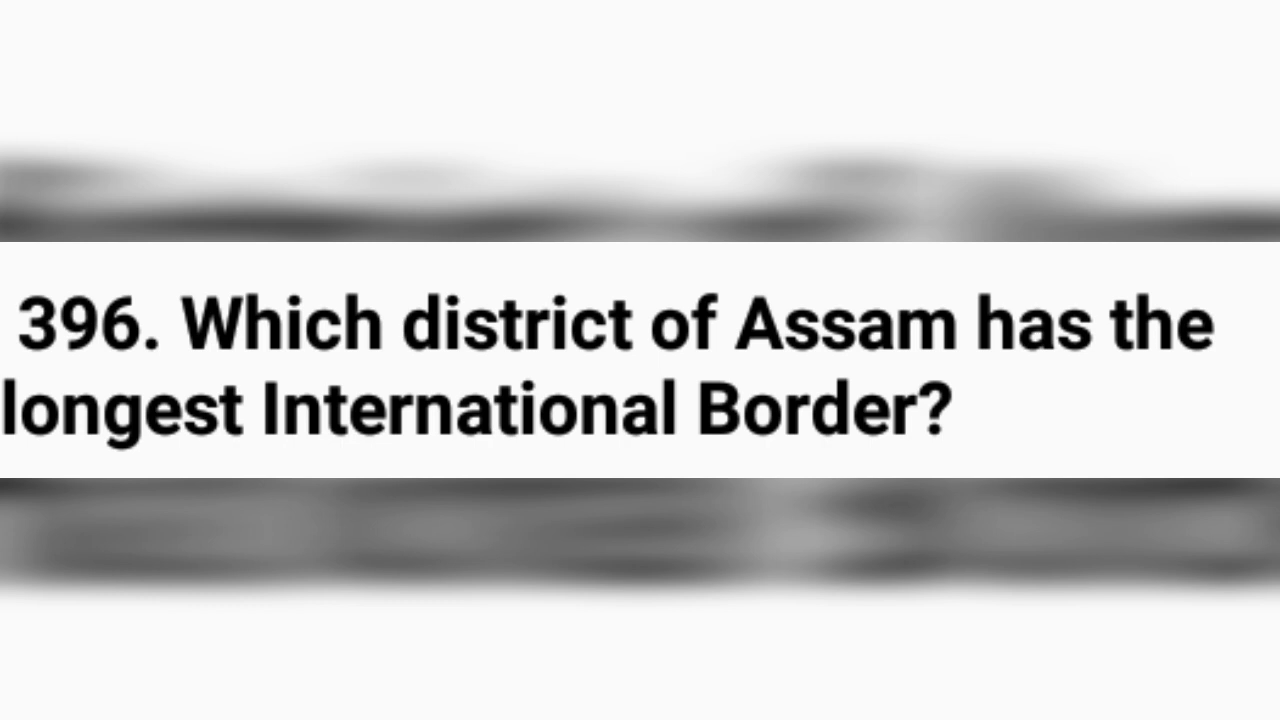 396. Which district of Assam has the
longest International Border?